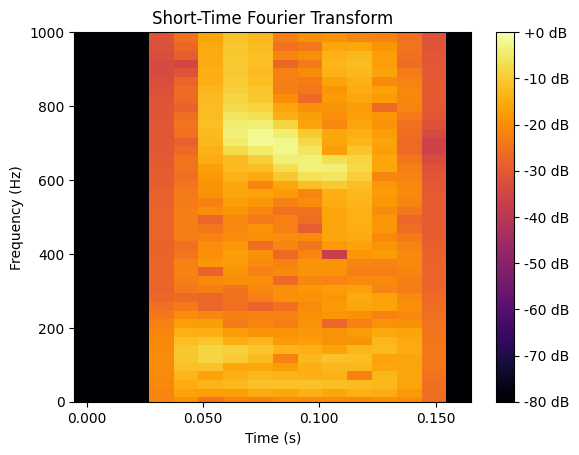 Short-Time Fourier Transform
1000
800
600
400
200
0
Frequency (Hz)
0.000
0.050
0.100
0.150
Time (s)
+0 dB
-10 dB
-20 dB
-30 dB
-40 dB
-50 dB
-60 dB
-70 dB
-80 dB